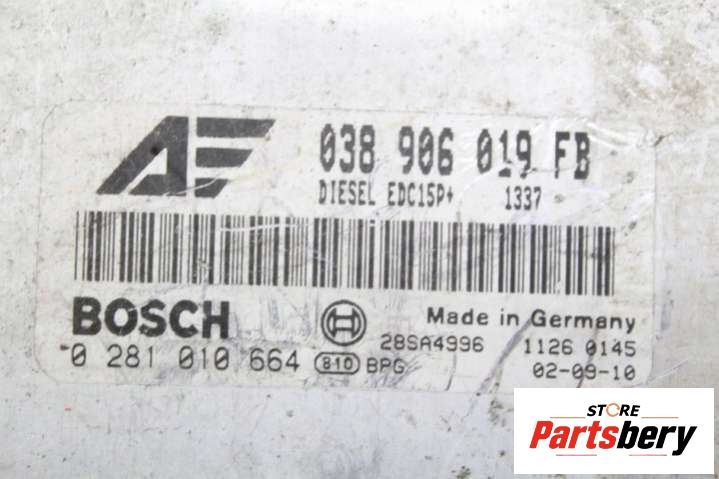 AE 038 906 019 FB
DIESEL EDC15P+ 1337
BOSCH Made in Germany
28SA4996 1126 0145
0 281 010 664 810 BPG 02-09-10
STORE
Partsbery